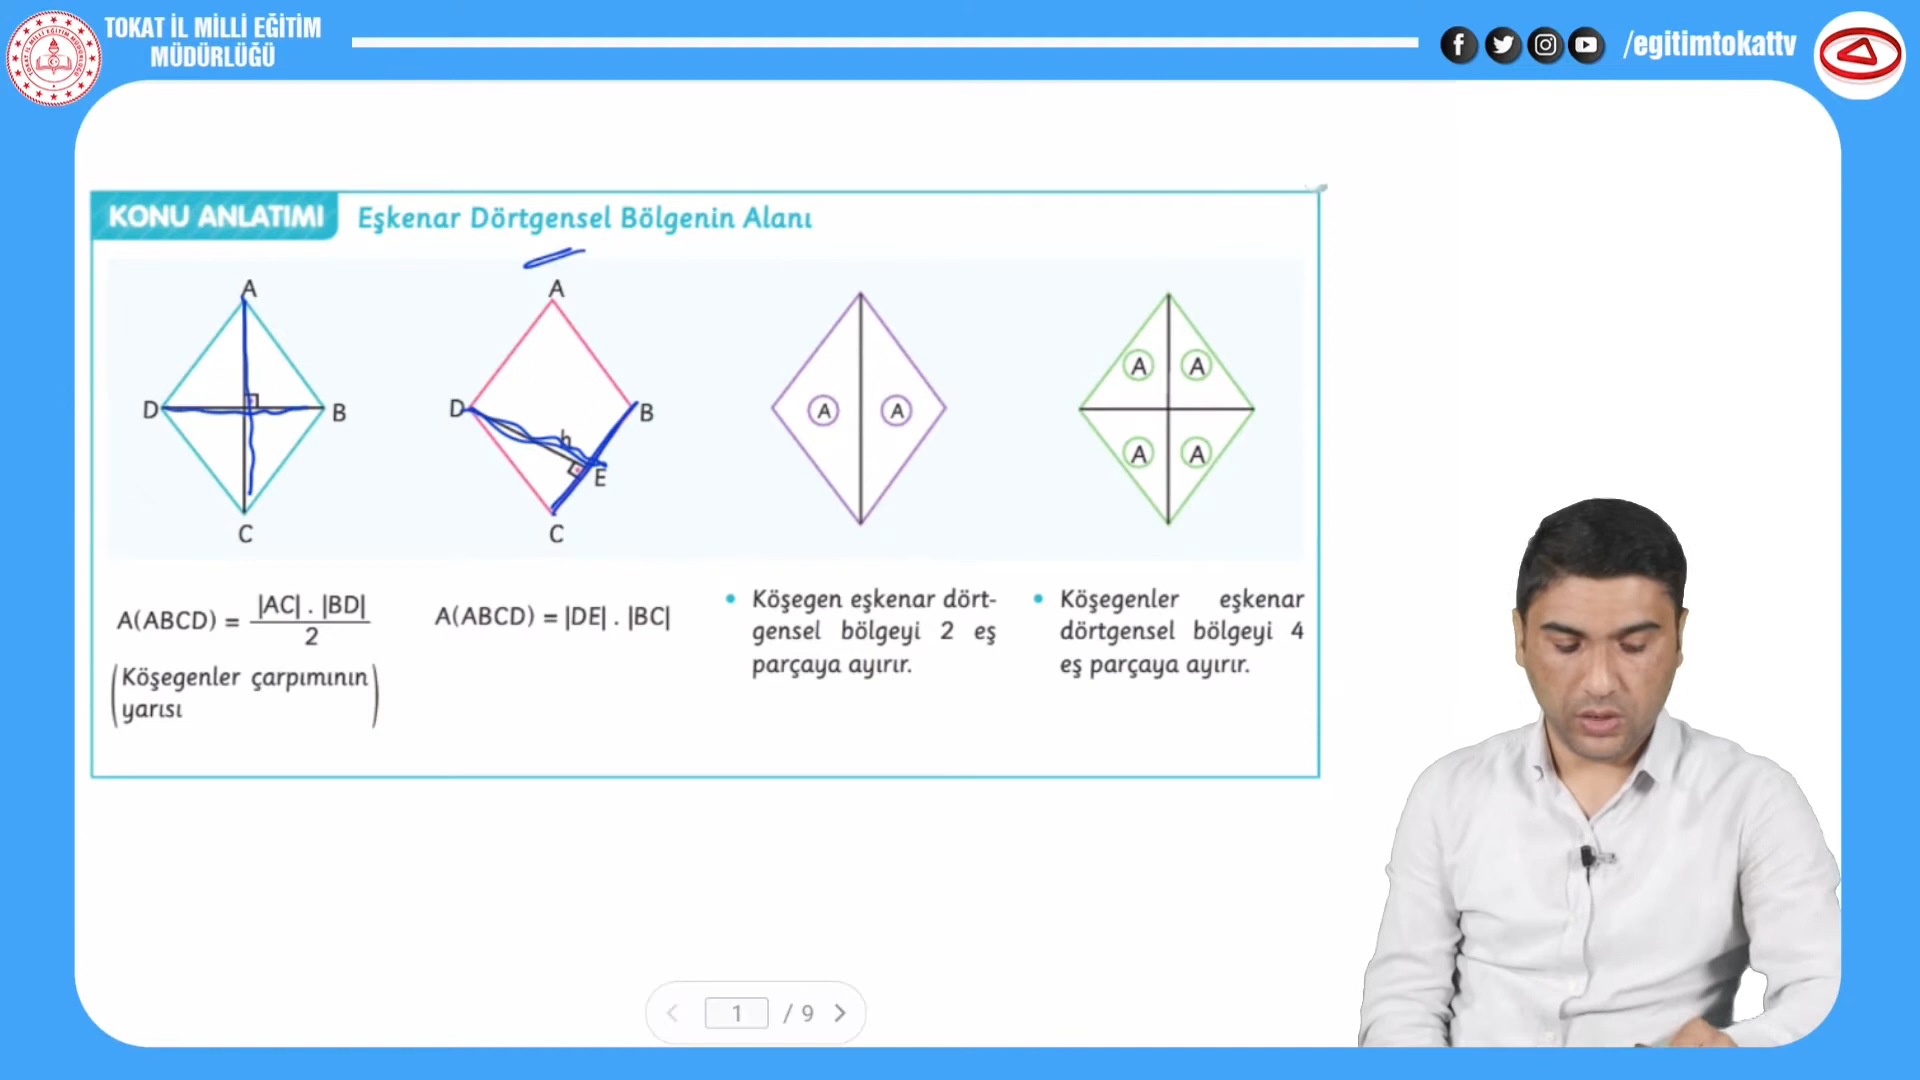 TOKAT İL MİLLİ EĞİTİM
MÜDÜRLÜĞÜ
/egitimtokattv
KONU ANLATIMI
Eşkenar Dörtgensel Bölgenin Alanı
A
D
B
C
A
D
h
B
E
C
A
A
A
A
A
A
A(ABCD) = |AC| . |BD| / 2
(Köşegenler çarpımının
yarısı)
A(ABCD) = |DE| . |BC|
• Köşegen eşkenar dört-
gensel bölgeyi 2 eş
parçaya ayırır.
• Köşegenler eşkenar
dörtgensel bölgeyi 4
eş parçaya ayırır.
1 / 9